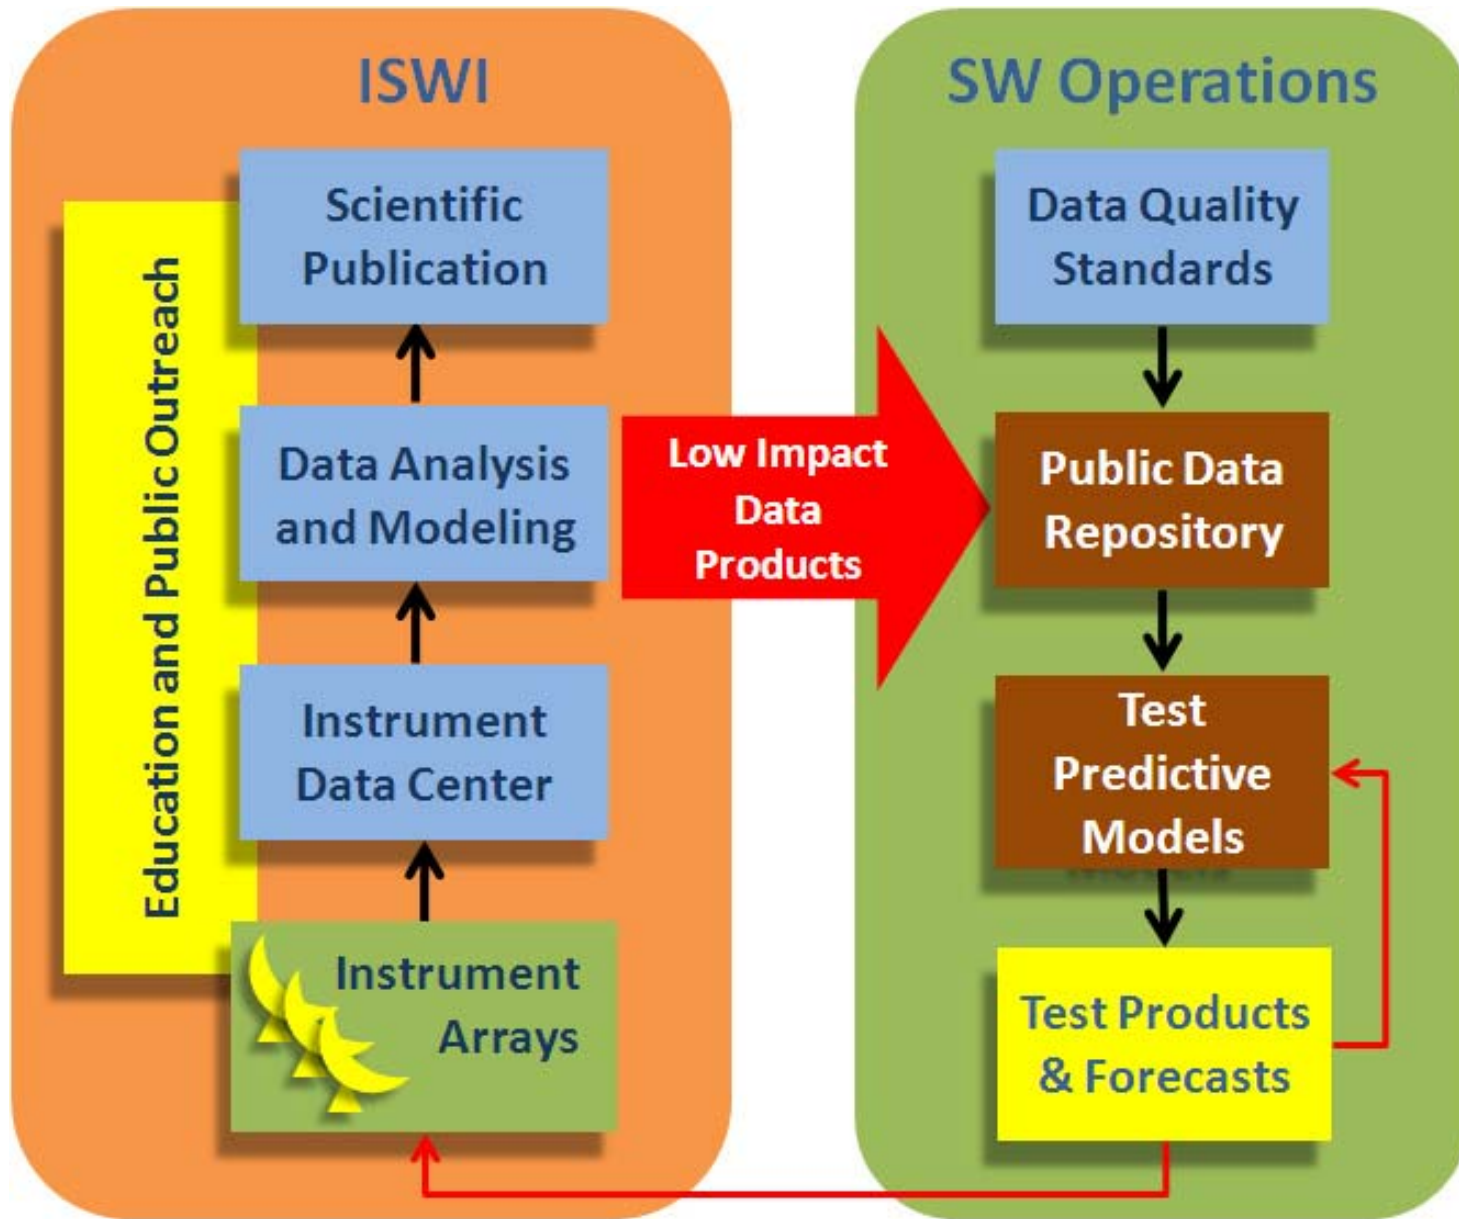 ISWI
Scientific
Publication
Education and Public Outreach
Data Analysis
and Modeling
Instrument
Data Center
Instrument
Arrays
Low Impact
Data
Products
SW Operations
Data Quality
Standards
Public Data
Repository
Test
Predictive
Models
Test Products
& Forecasts